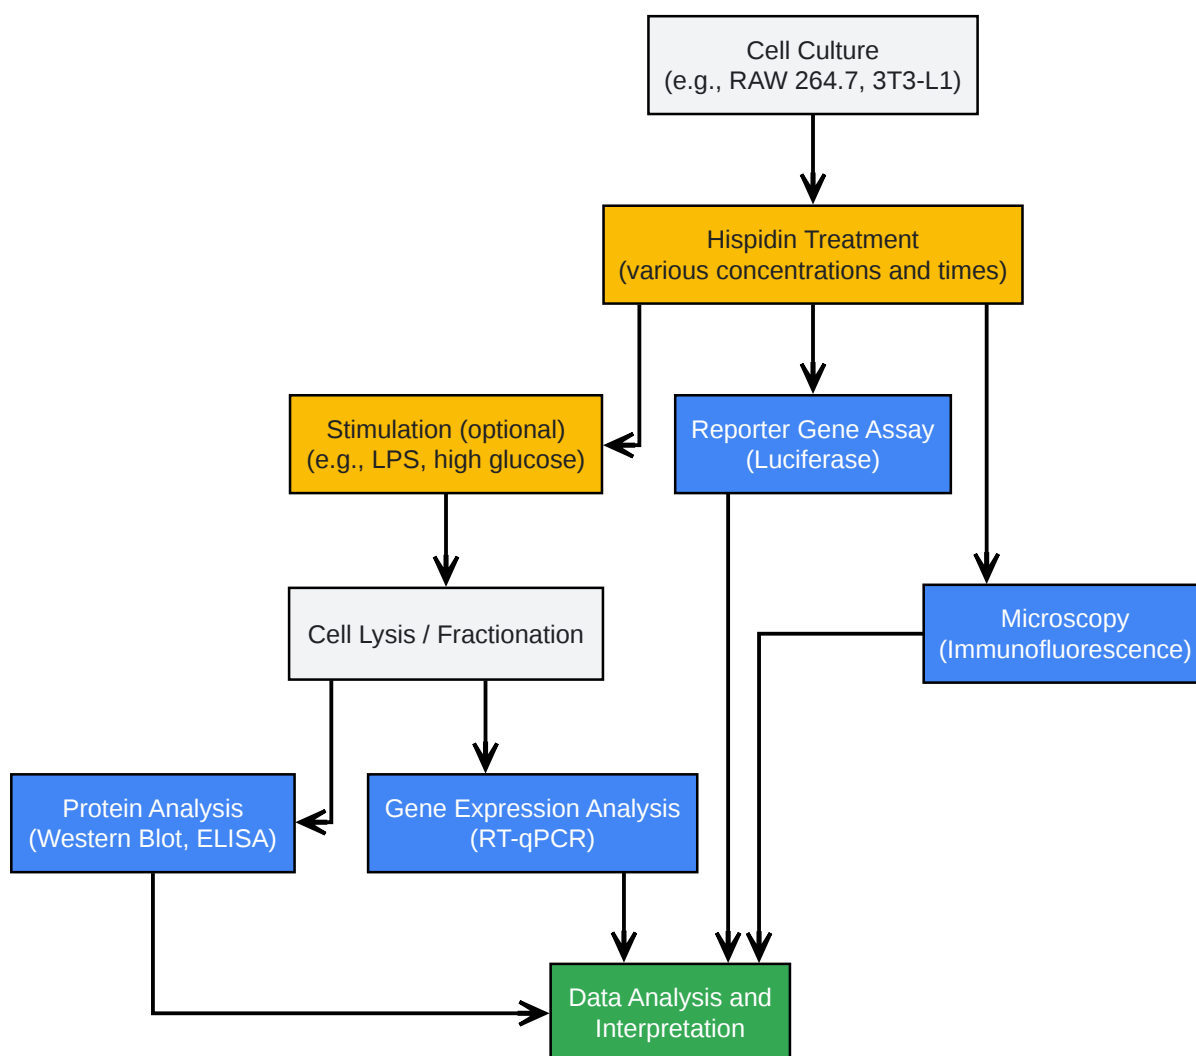 Cell Culture
(e.g., RAW 264.7, 3T3-L1)
Hispidin Treatment
(various concentrations and times)
Stimulation (optional)
(e.g., LPS, high glucose)
Reporter Gene Assay
(Luciferase)
Microscopy
(Immunofluorescence)
Cell Lysis / Fractionation
Protein Analysis
(Western Blot, ELISA)
Gene Expression Analysis
(RT-qPCR)
Data Analysis and
Interpretation